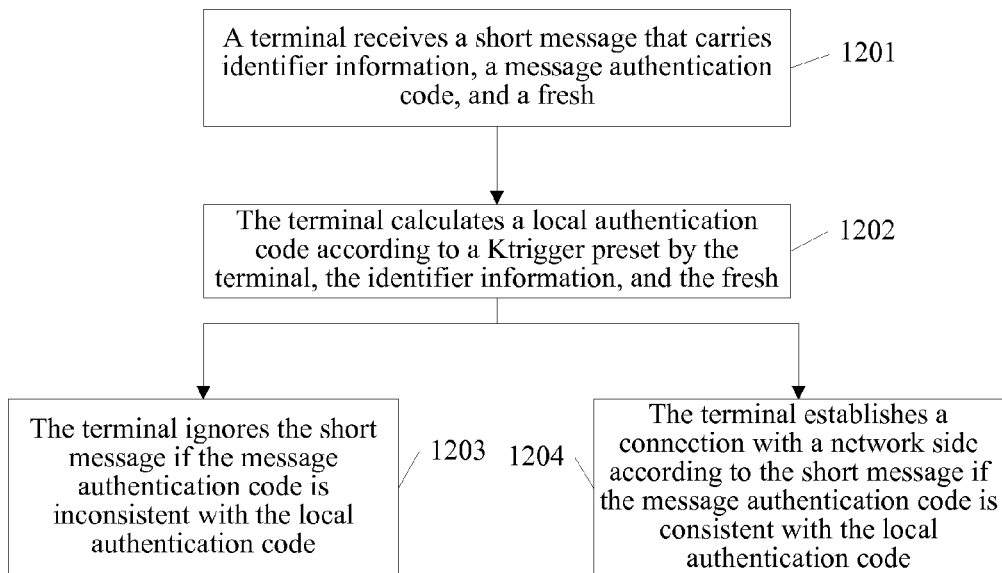 A terminal receives a short message that carries
identifier information, a message authentication
code, and a fresh
1201
The terminal calculates a local authentication
code according to a Ktrigger preset by the
terminal, the identifier information, and the fresh
1202
The terminal ignores the short
message if the message
authentication code is
inconsistent with the local
authentication code
1203
1204
The terminal establishes a
connection with a network side
according to the short message if
the message authentication code is
consistent with the local
authentication code